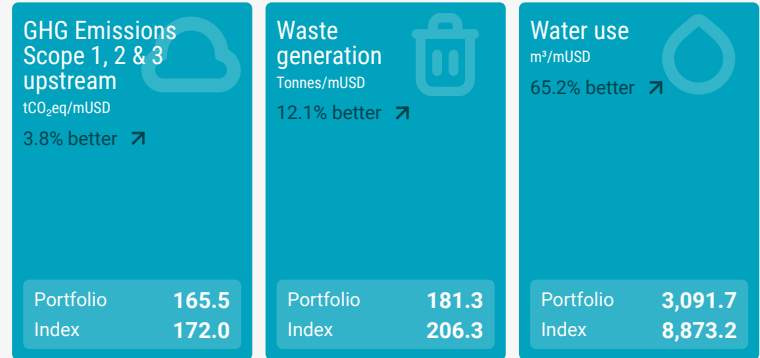 GHG Emissions
Scope 1, 2 & 3
upstream
tCO₂eq/mUSD
3.8% better
Portfolio 165.5
Index 172.0
Waste
generation
Tonnes/mUSD
12.1% better
Portfolio 181.3
Index 206.3
Water use
m³/mUSD
65.2% better
Portfolio 3,091.7
Index 8,873.2